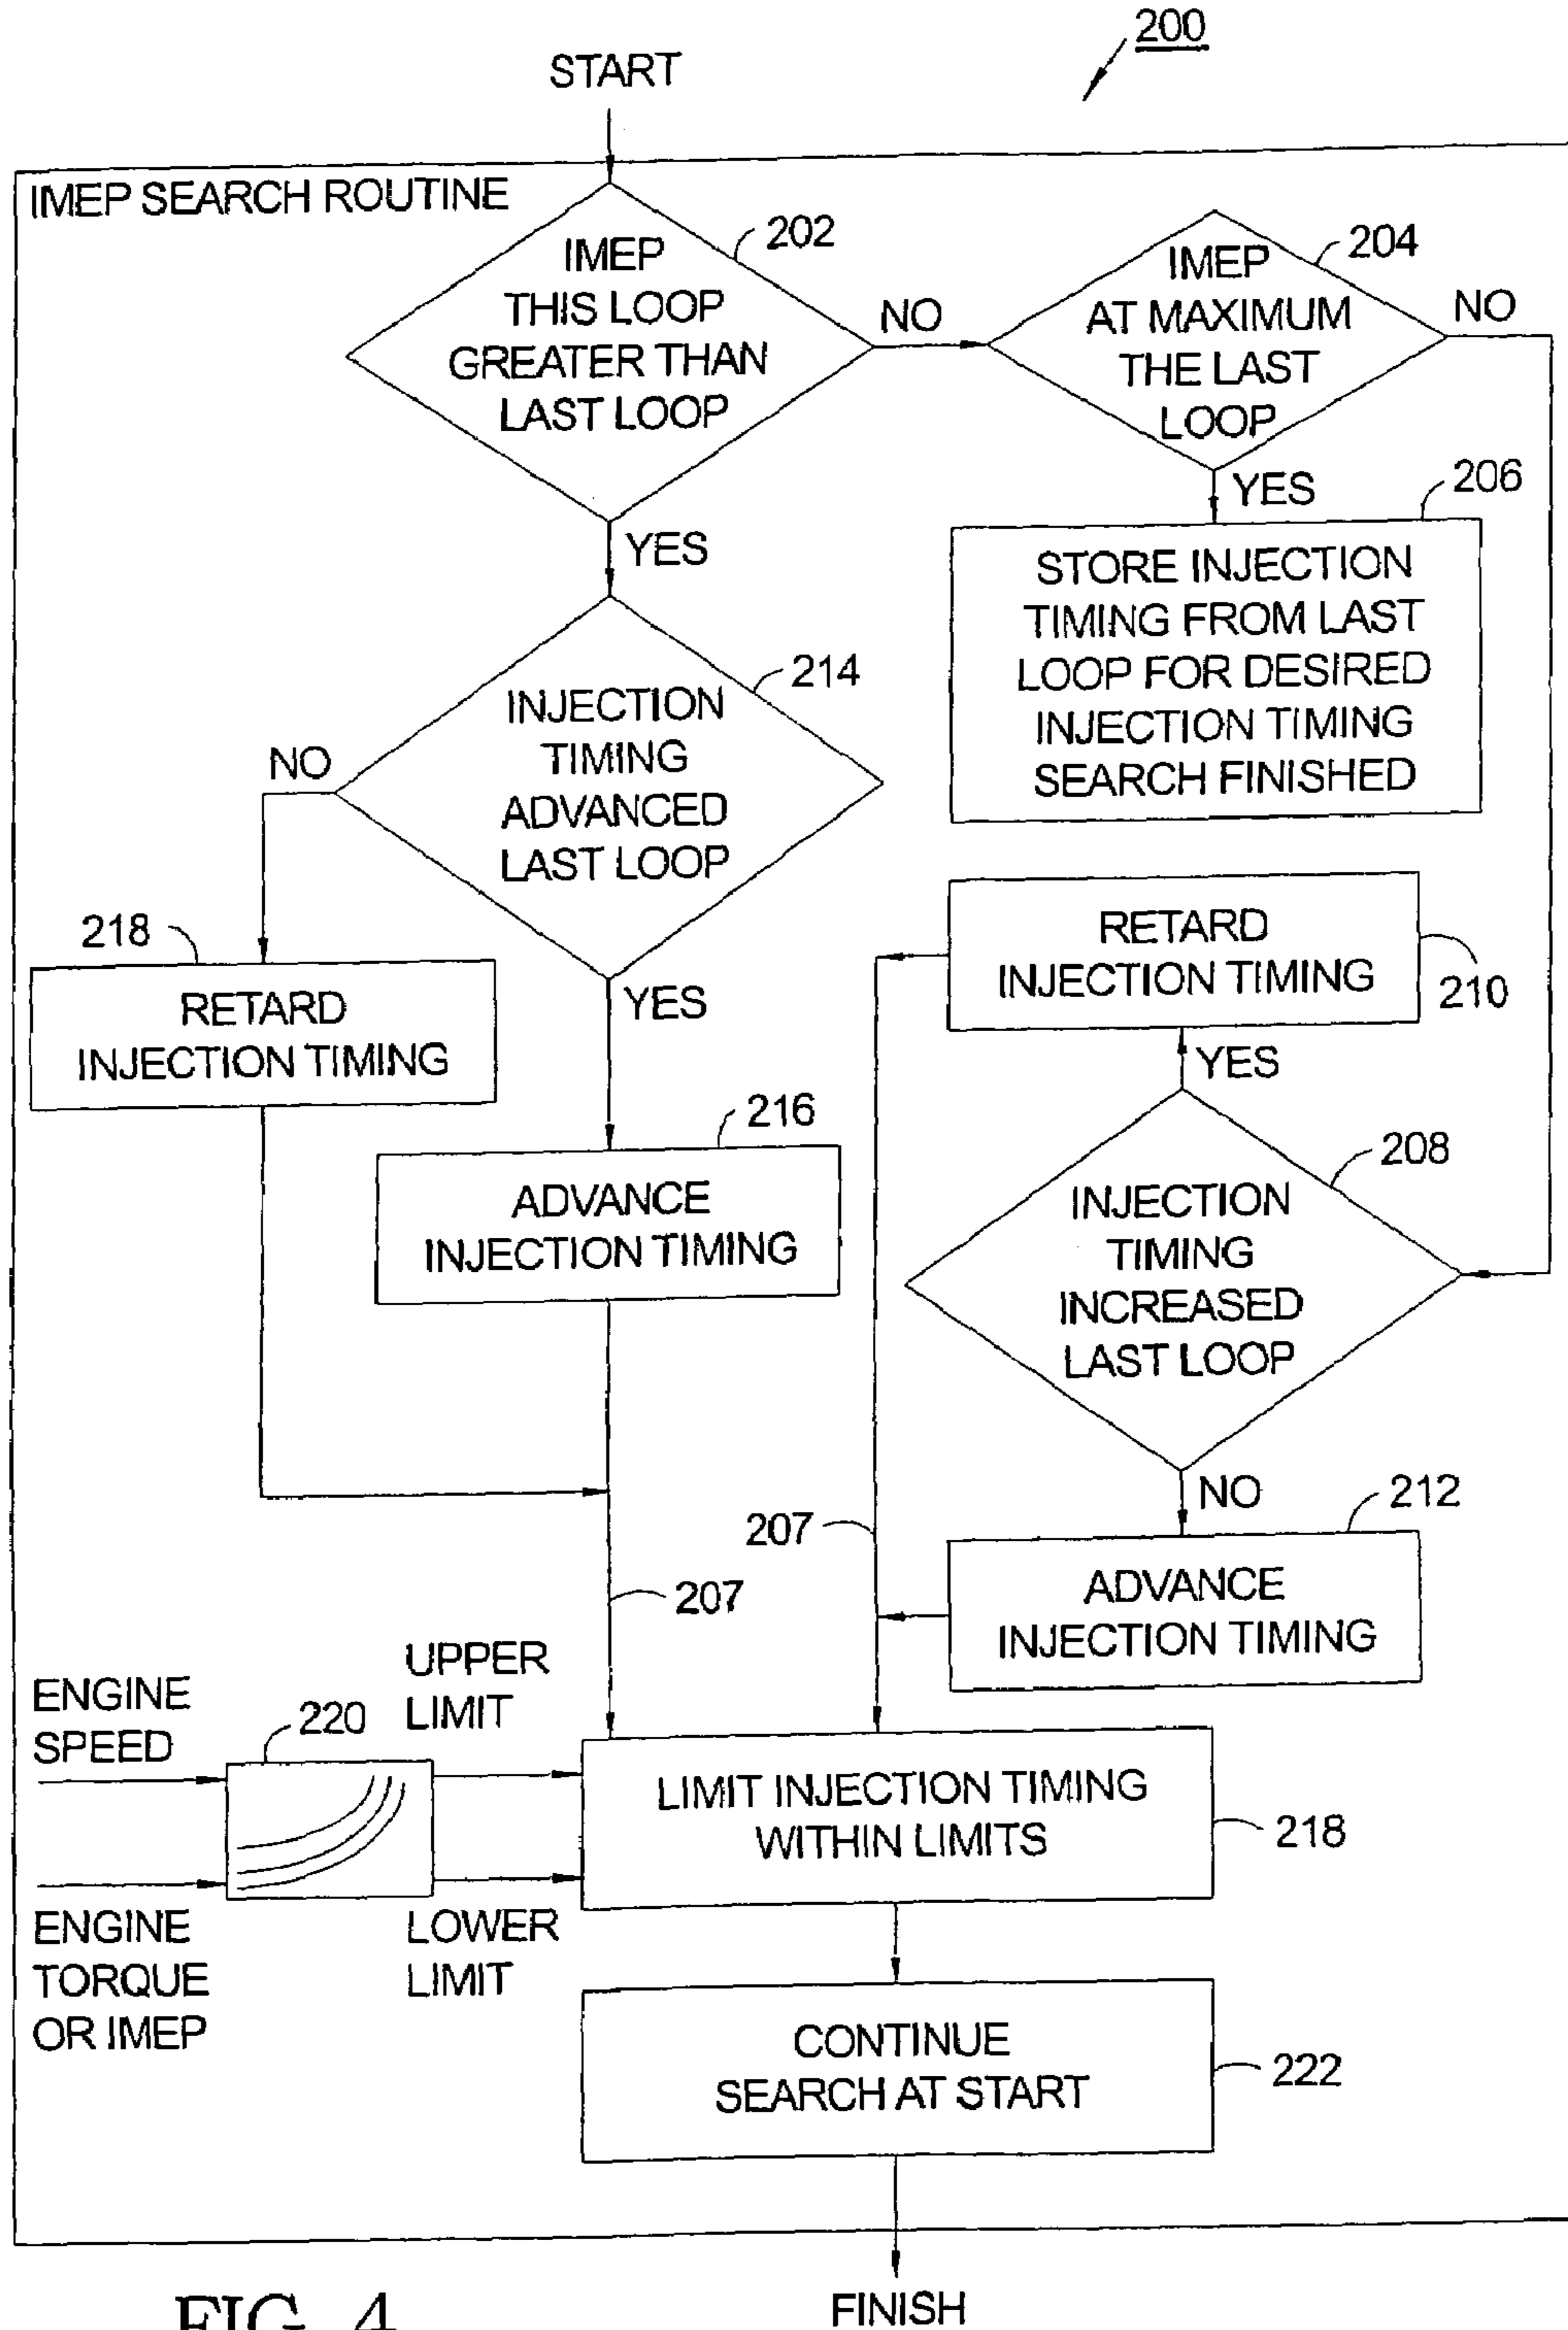 200
START
IMEP SEARCH ROUTINE
IMEP
THIS LOOP
GREATER THAN
LAST LOOP
202
NO
IMEP
AT MAXIMUM
THE LAST
LOOP
204
NO
YES
YES
206
STORE INJECTION
TIMING FROM LAST
LOOP FOR DESIRED
INJECTION TIMING
SEARCH FINISHED
INJECTION
TIMING
ADVANCED
LAST LOOP
214
NO
YES
218
RETARD
INJECTION TIMING
RETARD
INJECTION TIMING
210
YES
216
ADVANCE
INJECTION TIMING
208
INJECTION
TIMING
INCREASED
LAST LOOP
NO
212
207
ADVANCE
INJECTION TIMING
207
ENGINE
SPEED
220
UPPER
LIMIT
LIMIT INJECTION TIMING
WITHIN LIMITS
218
ENGINE
TORQUE
OR IMEP
LOWER
LIMIT
CONTINUE
SEARCH AT START
222
FINISH
FIG. 4